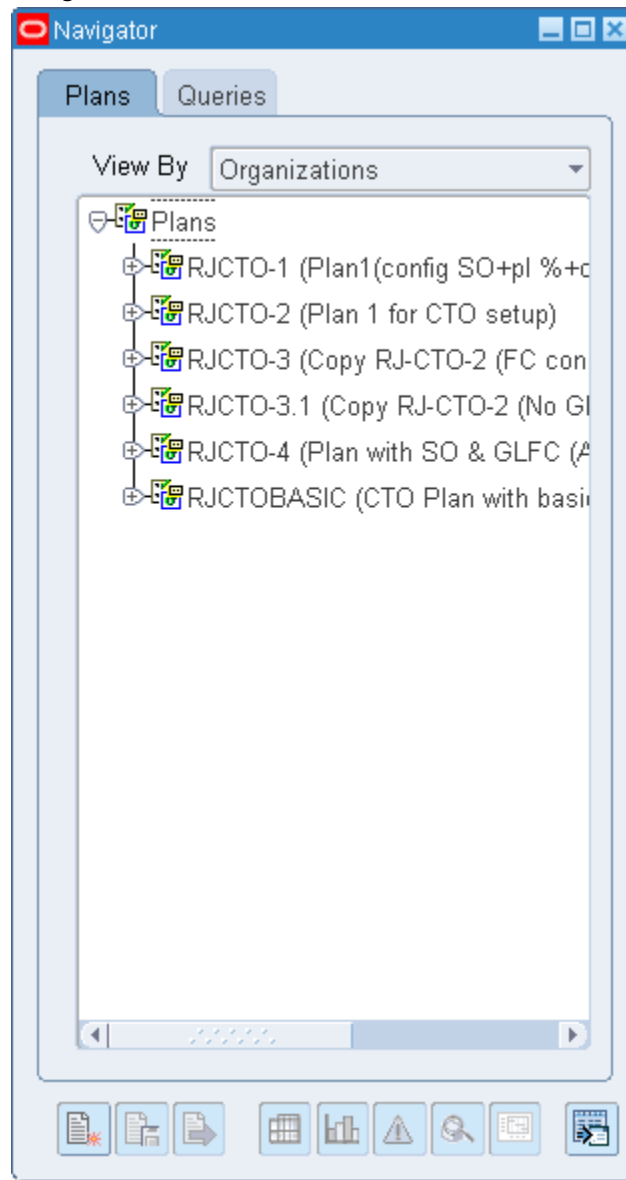 Navigator
Plans Queries
View By Organizations
Plans
RJCTO-1 (Plan1(config SO+pl %+c
RJCTO-2 (Plan 1 for CTO setup)
RJCTO-3 (Copy RJ-CTO-2 (FC con
RJCTO-3.1 (Copy RJ-CTO-2 (No Gl
RJCTO-4 (Plan with SO & GLFC (A
RJCTOBASIC (CTO Plan with basi